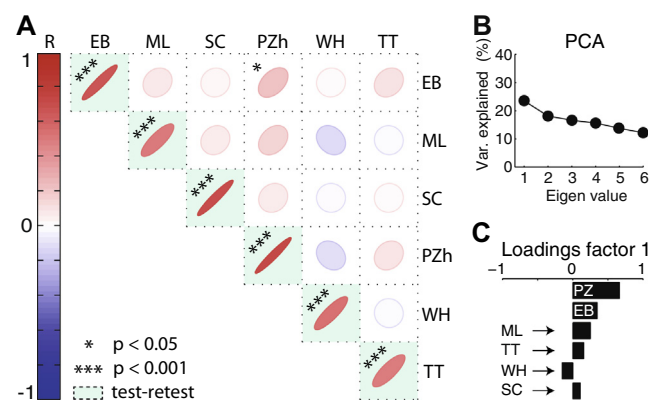 A
R EB ML SC PZh WH TT
1
0
-1
*** * EB
*** ML
*** SC
*** PZh
*** WH
*** TT
* p < 0.05
*** p < 0.001
test-retest
B
PCA
Var. explained (%)
40
30
20
10
0
1 2 3 4 5 6
Eigen value
C
Loadings factor 1
−1 0 1
PZ
EB
ML
TT
WH
SC